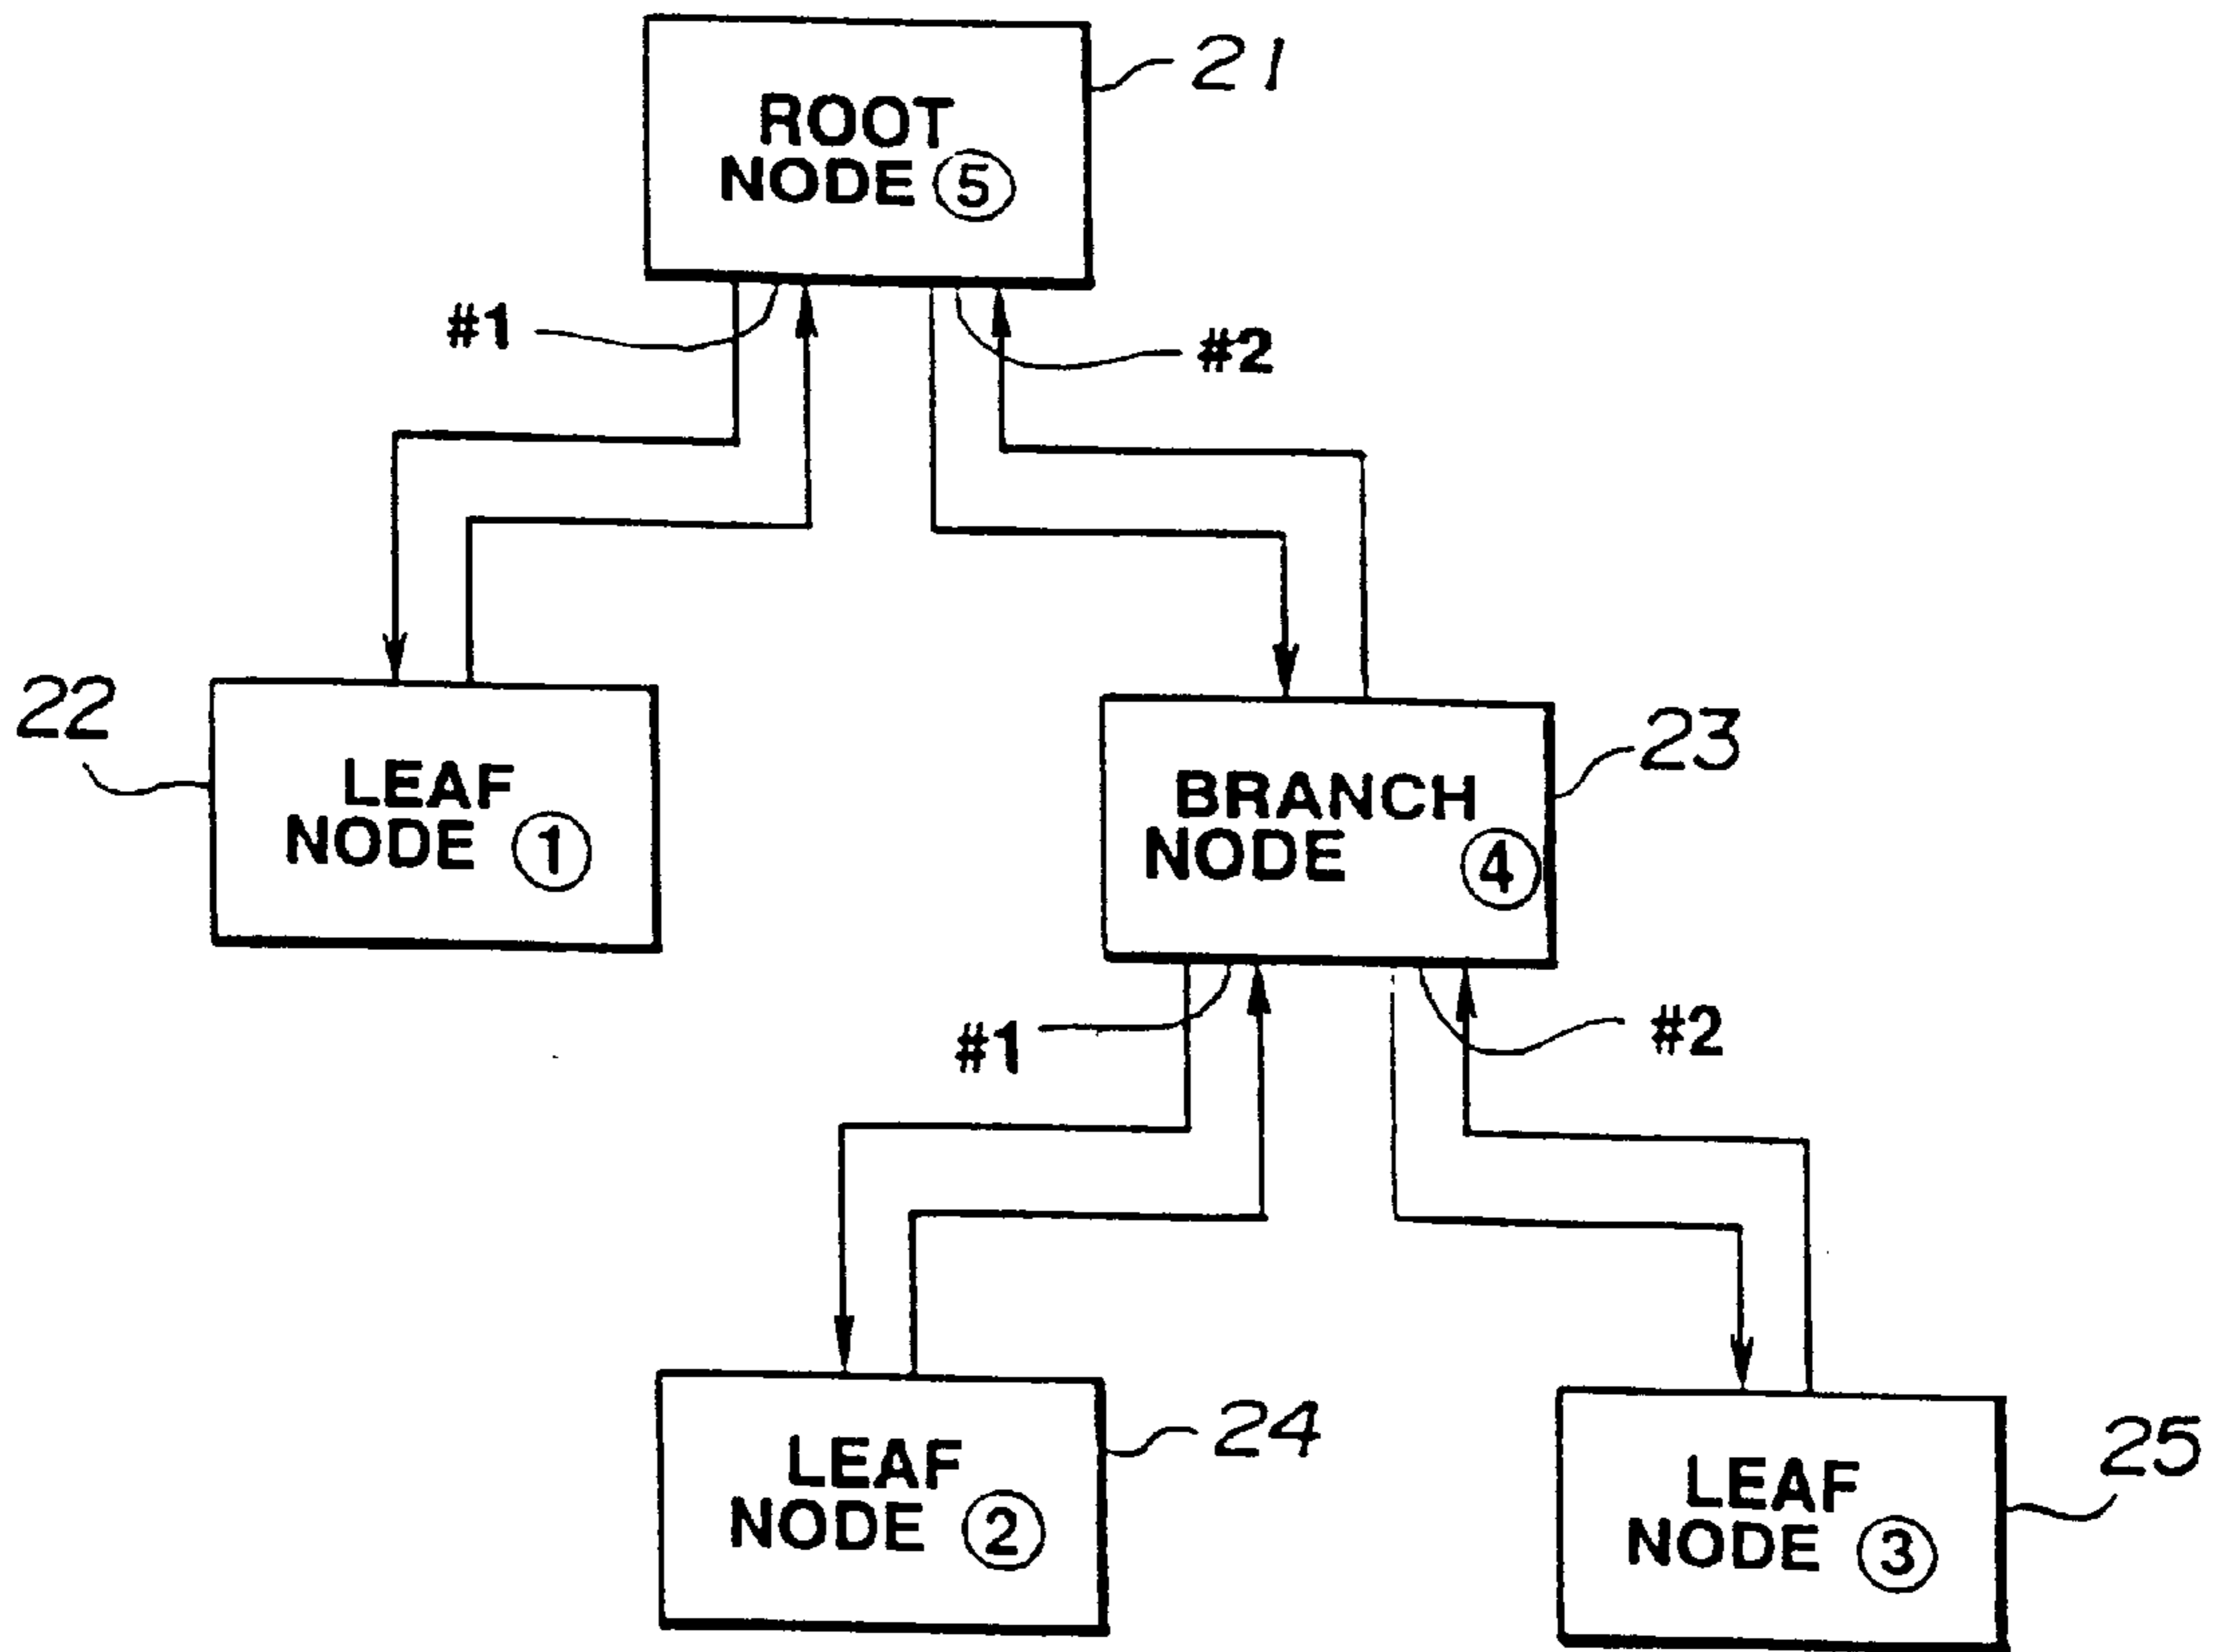 21
ROOT
NODE ⑤
#1
#2
22
LEAF
NODE ①
23
BRANCH
NODE ④
#1
#2
24
LEAF
NODE ②
25
LEAF
NODE ③